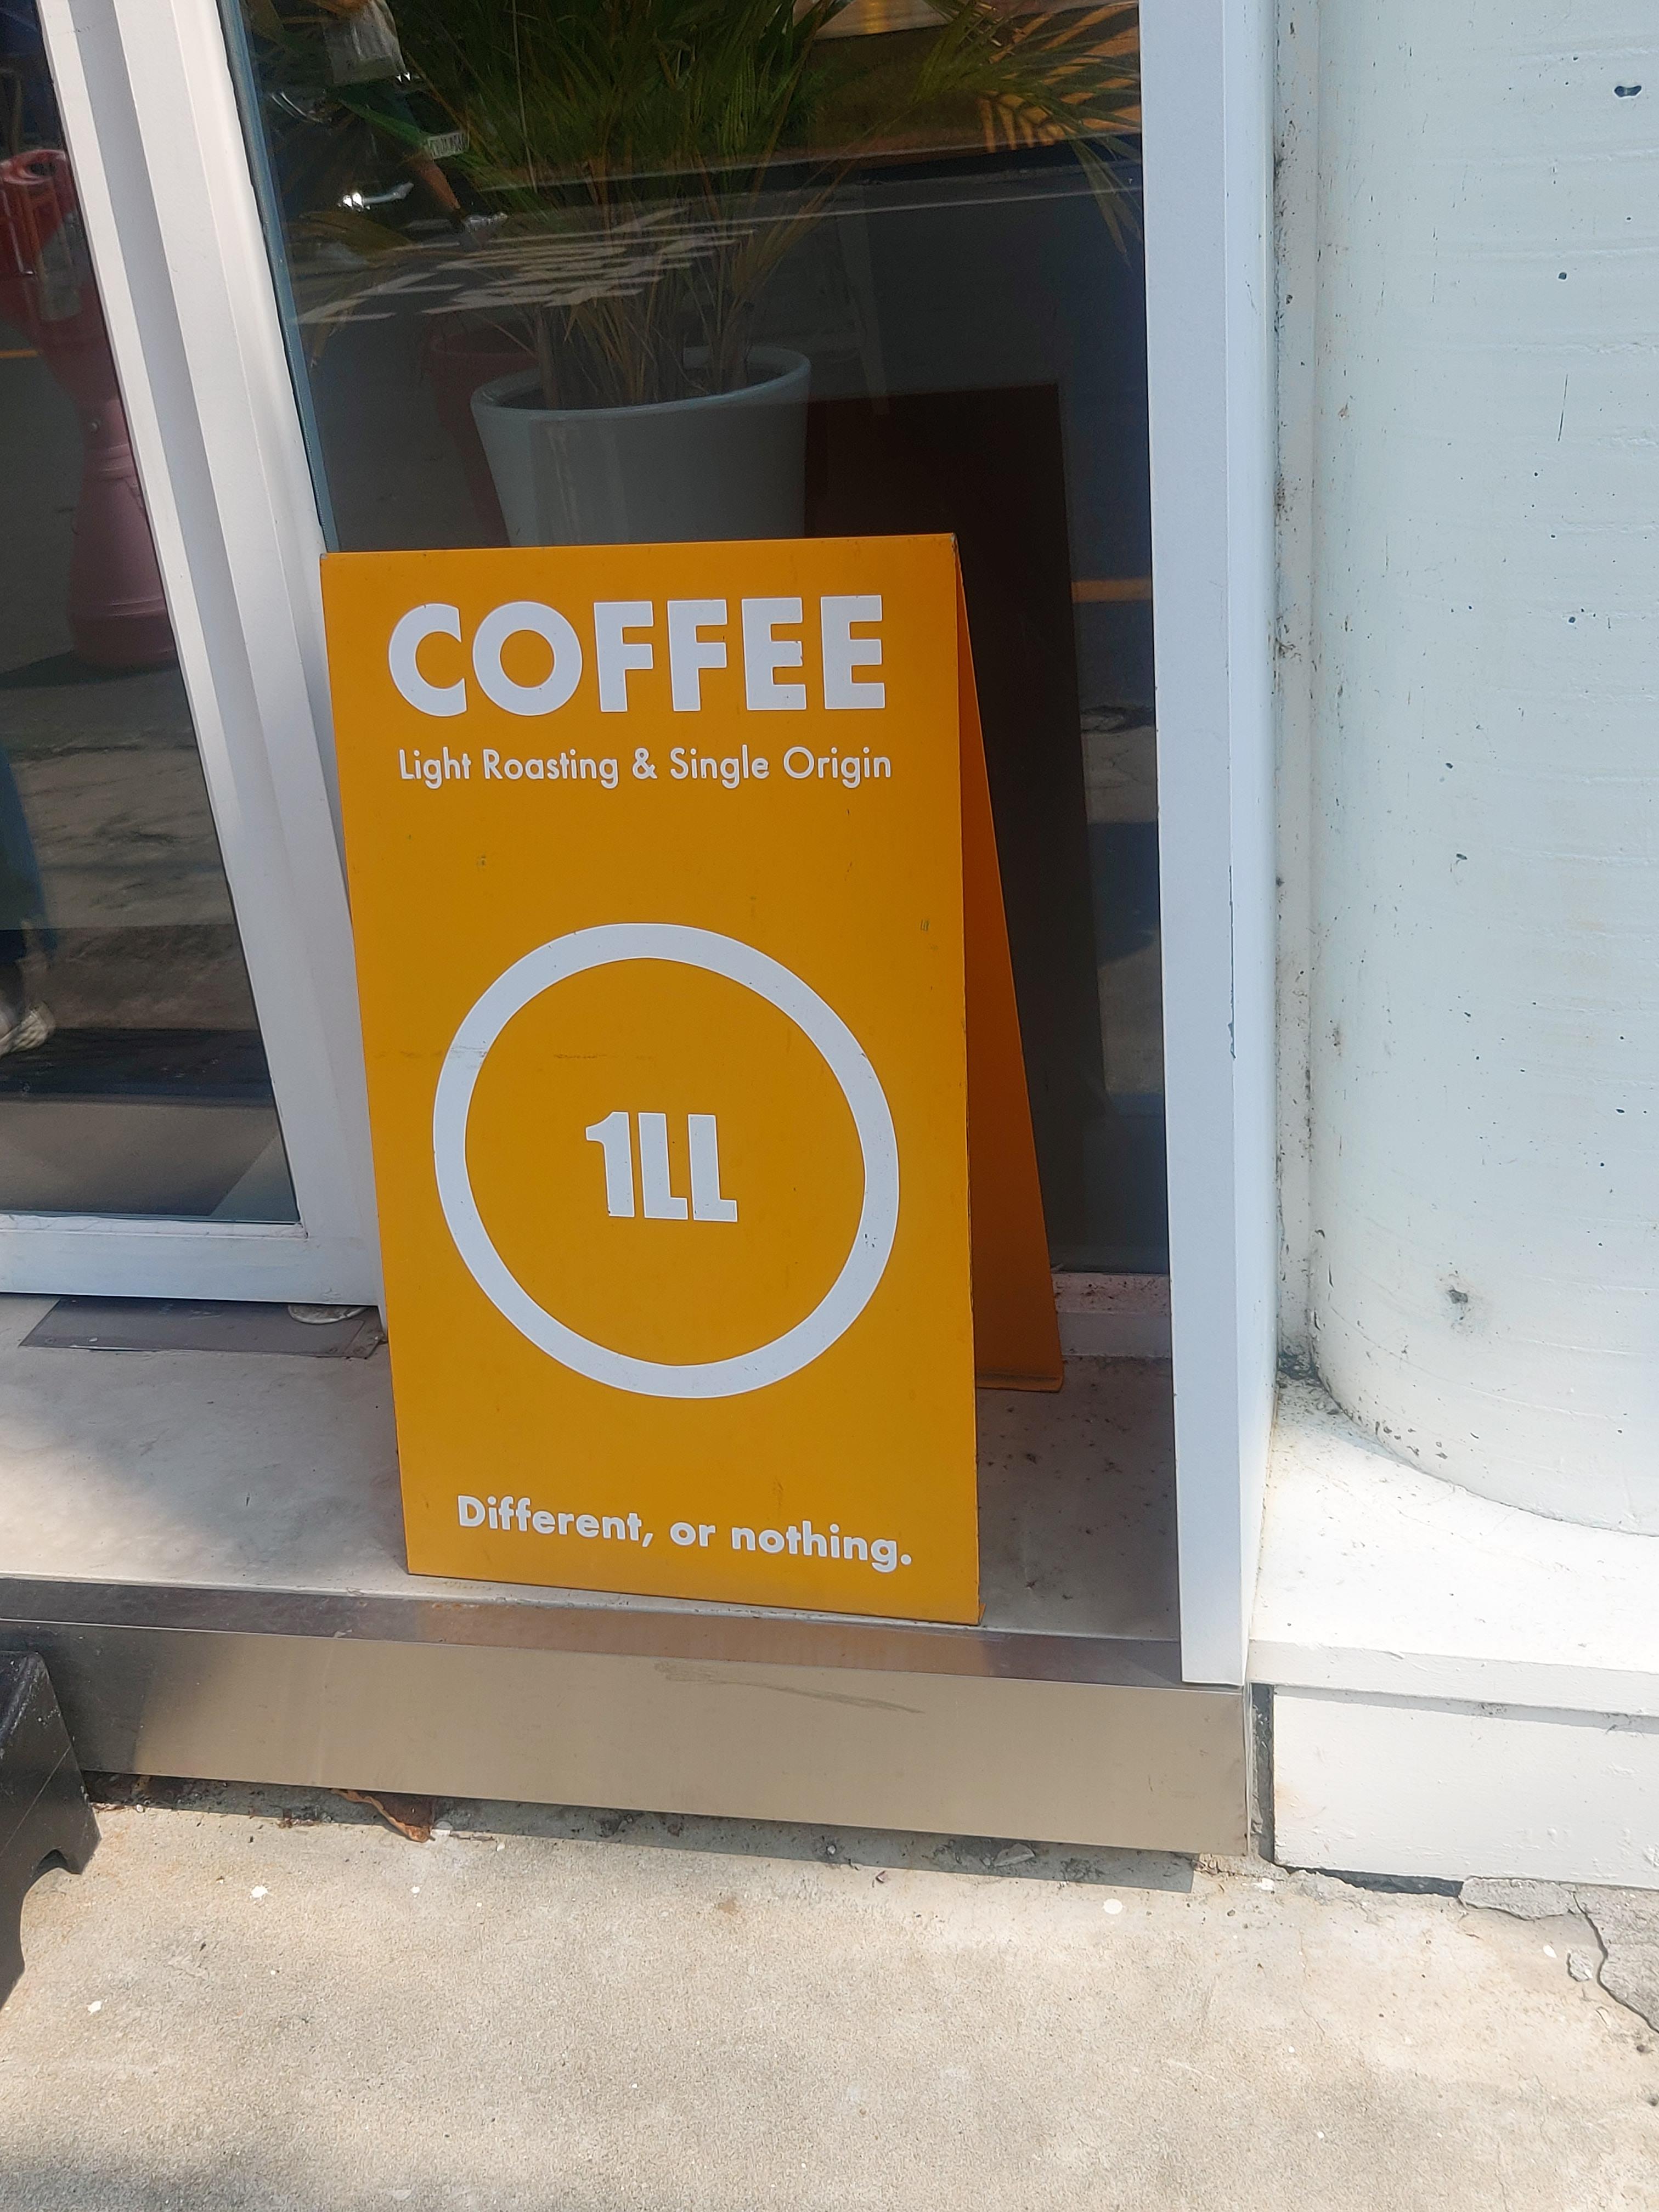 COFFEE
Light Roasting & Single Origin
1LL
Different, or nothing.